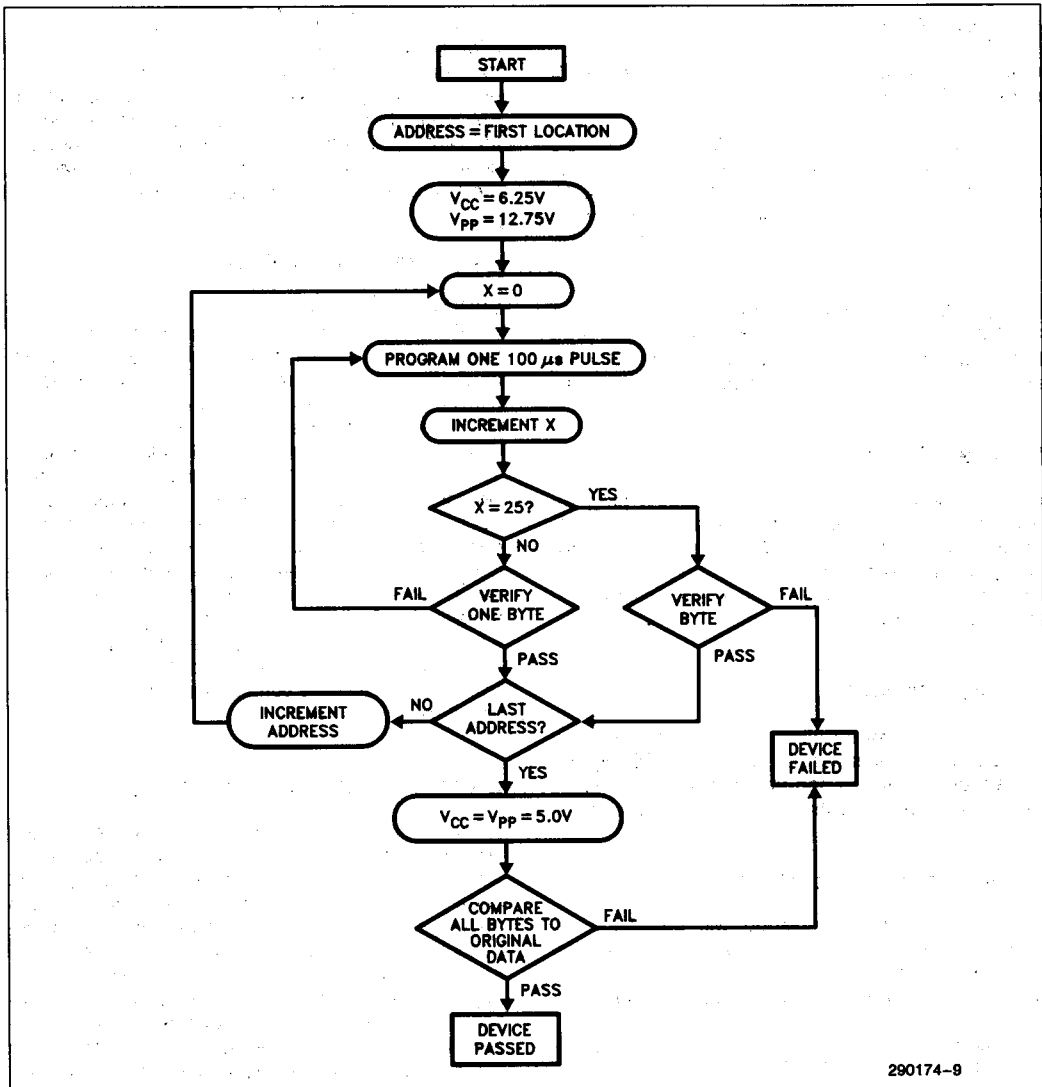 START
ADDRESS = FIRST LOCATION
VCC = 6.25V
VPP = 12.75V
X = 0
PROGRAM ONE 100 μs PULSE
INCREMENT X
X = 25?
YES
NO
FAIL
VERIFY
ONE BYTE
VERIFY
BYTE
FAIL
PASS
PASS
INCREMENT
ADDRESS
NO
LAST
ADDRESS?
DEVICE
FAILED
YES
VCC = VPP = 5.0V
COMPARE
ALL BYTES TO
ORIGINAL
DATA
FAIL
PASS
DEVICE
PASSED
290174-9